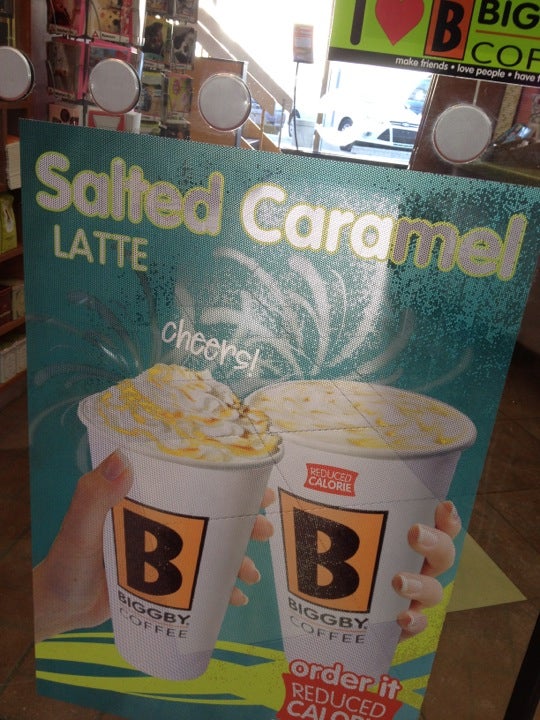 I B BIG
COF
make friends • love people • have f
Salted Caramel
LATTE
cheers!
REDUCED
CALORIE
B
BIGGBY
COFFEE
B
BIGGBY
COFFEE
order it
REDUCED
CALOR